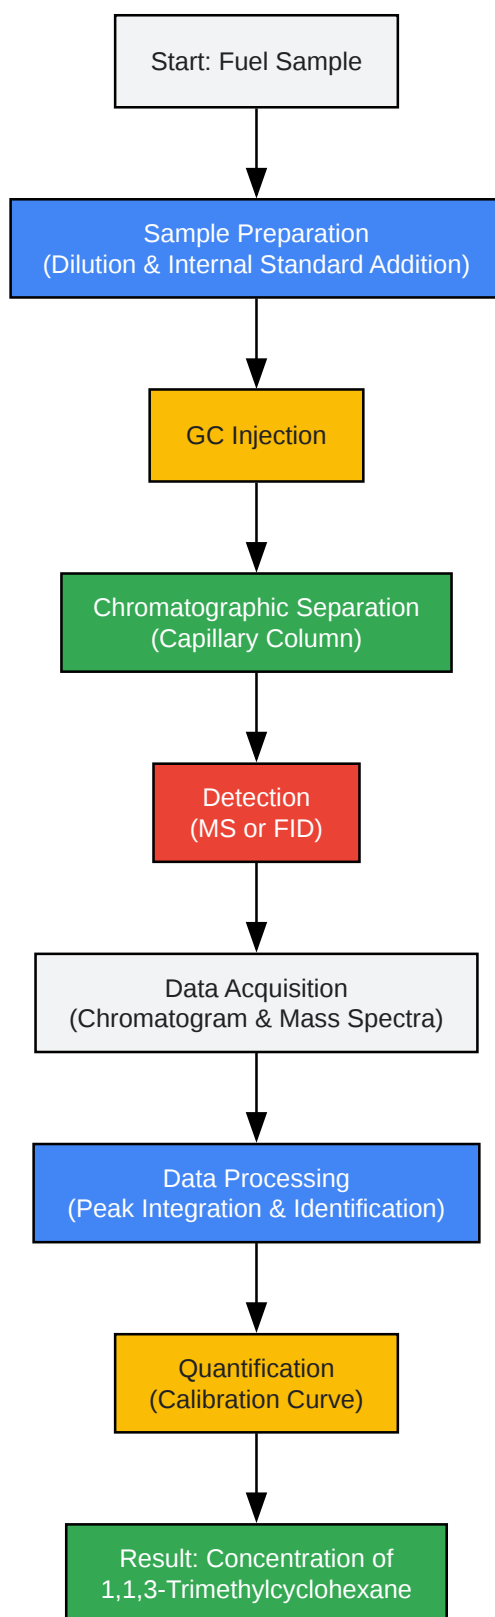 Start: Fuel Sample
Sample Preparation
(Dilution & Internal Standard Addition)
GC Injection
Chromatographic Separation
(Capillary Column)
Detection
(MS or FID)
Data Acquisition
(Chromatogram & Mass Spectra)
Data Processing
(Peak Integration & Identification)
Quantification
(Calibration Curve)
Result: Concentration of
1,1,3-Trimethylcyclohexane